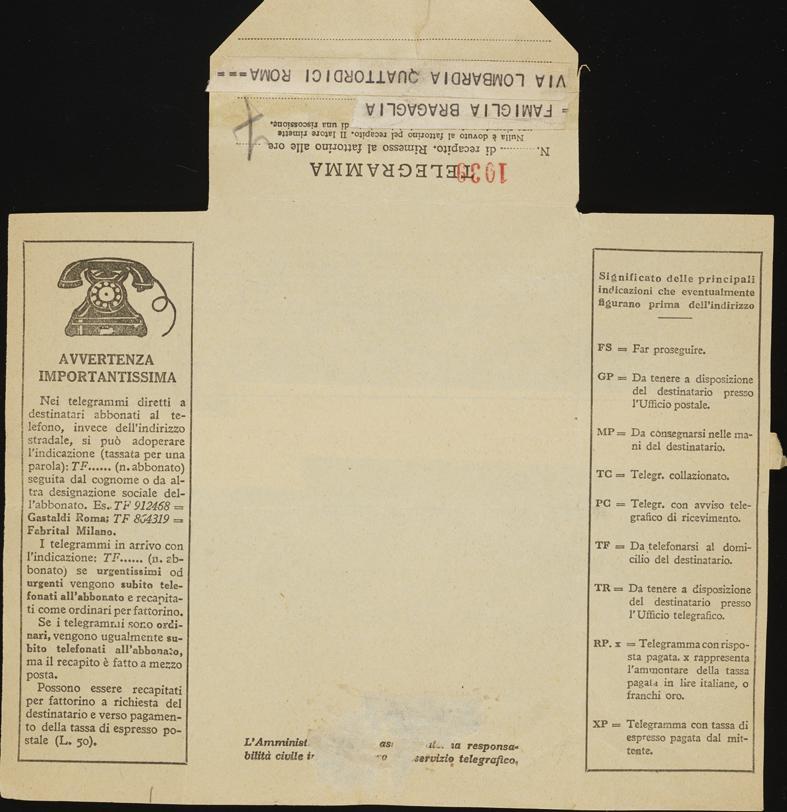 TELEGRAMMA
1039
N. ......... di recapito. Rimesso al fattorino alle ore .........
Nulla è dovuto al fattorino pel recapito. Il latore rimette
di una riscossione.
= FAMIGLIA BRAGAGLIA
VIA LOMBARDIA QUATTORDICI ROMA===
AVVERTENZA
IMPORTANTISSIMA
Nei telegrammi diretti a
destinatari abbonati al te-
lefono, invece dell'indirizzo
stradale, si può adoperare
l'indicazione (tassata per una
parola): TF...... (n. abbonato)
seguita dal cognome o da al-
tra designazione sociale del-
l'abbonato. Es. TF 912468 =
Gastaldi Roma; TF 864319 =
Fabrital Milano.
I telegrammi in arrivo con
l'indicazione: TF...... (n. ab-
bonato) se urgentissimi od
urgenti vengono subito tele-
fonati all'abbonato e recapita-
ti come ordinari per fattorino.
Se i telegrammi sono ordi-
nari, vengono ugualmente su-
bito telefonati all'abbonato,
ma il recapito è fatto a mezzo
posta.
Possono essere recapitati
per fattorino a richiesta del
destinatario e verso pagamen-
to della tassa di espresso po-
stale (L. 50).
L'Amminist responsa-
bilità civile servizio telegrafico.
Significato delle principali
indicazioni che eventualmente
figurano prima dell'indirizzo
FS = Far proseguire.
GP = Da tenere a disposizione
del destinatario presso
l'Ufficio postale.
MP = Da consegnarsi nelle ma-
ni del destinatario.
TC = Telegr. collazionato.
PC = Telegr. con avviso tele-
grafico di ricevimento.
TF = Da telefonarsi al domi-
cilio del destinatario.
TR = Da tenere a disposizione
del destinatario presso
l'Ufficio telegrafico.
RP. x = Telegramma con rispo-
sta pagata. x rappresenta
l'ammontare della tassa
pagata in lire italiane, o
franchi oro.
XP = Telegramma con tassa di
espresso pagata dal mit-
tente.